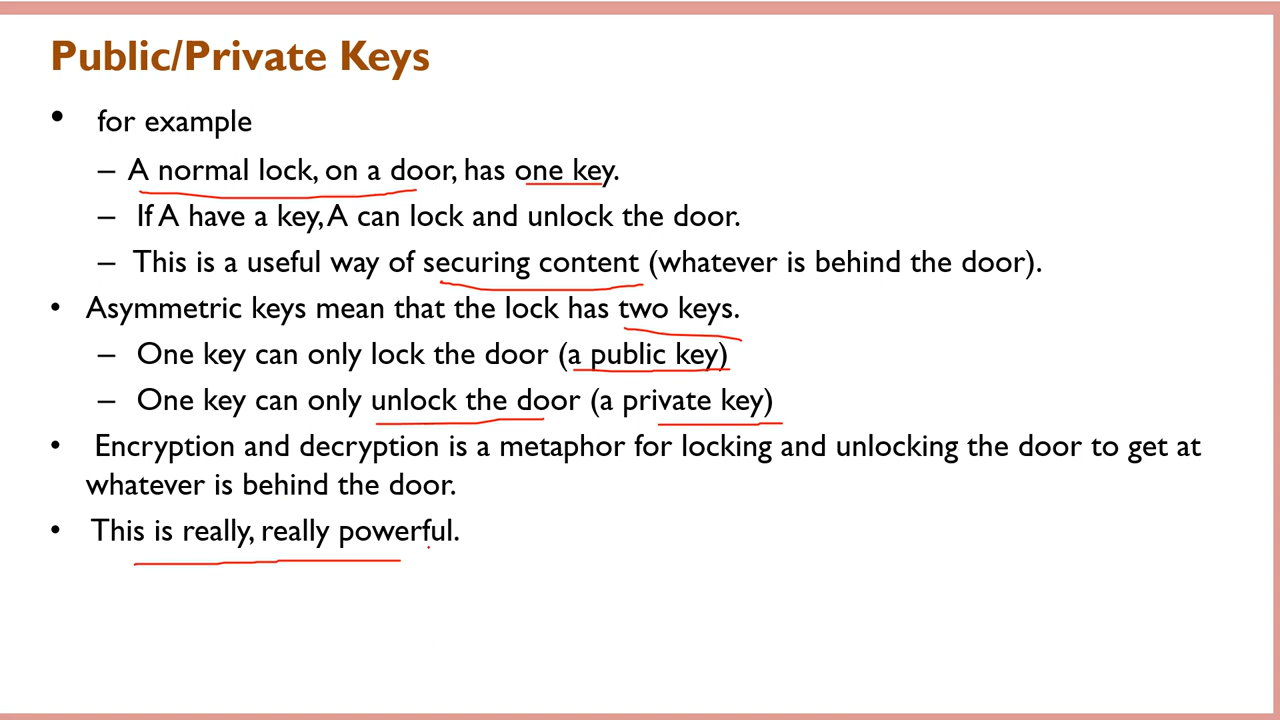 Public/Private Keys
• for example
– A normal lock, on a door, has one key.
– If A have a key, A can lock and unlock the door.
– This is a useful way of securing content (whatever is behind the door).
• Asymmetric keys mean that the lock has two keys.
– One key can only lock the door (a public key)
– One key can only unlock the door (a private key)
• Encryption and decryption is a metaphor for locking and unlocking the door to get at
whatever is behind the door.
• This is really, really powerful.